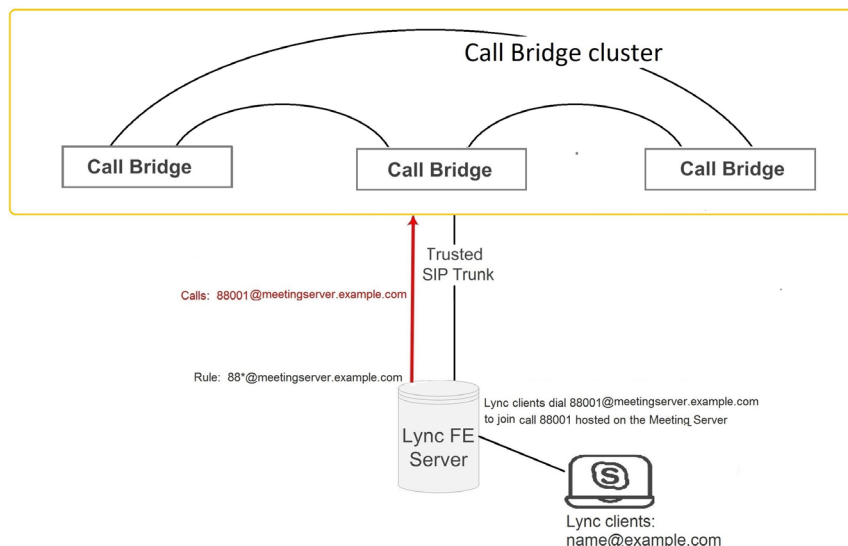 Call Bridge cluster
Call Bridge
Call Bridge
Call Bridge
Trusted
SIP Trunk
Calls: 88001@meetingserver.example.com
Rule: 88*@meetingserver.example.com
Lync clients dial 88001@meetingserver.example.com
to join call 88001 hosted on the Meeting Server
Lync FE
Server
S
Lync clients:
name@example.com